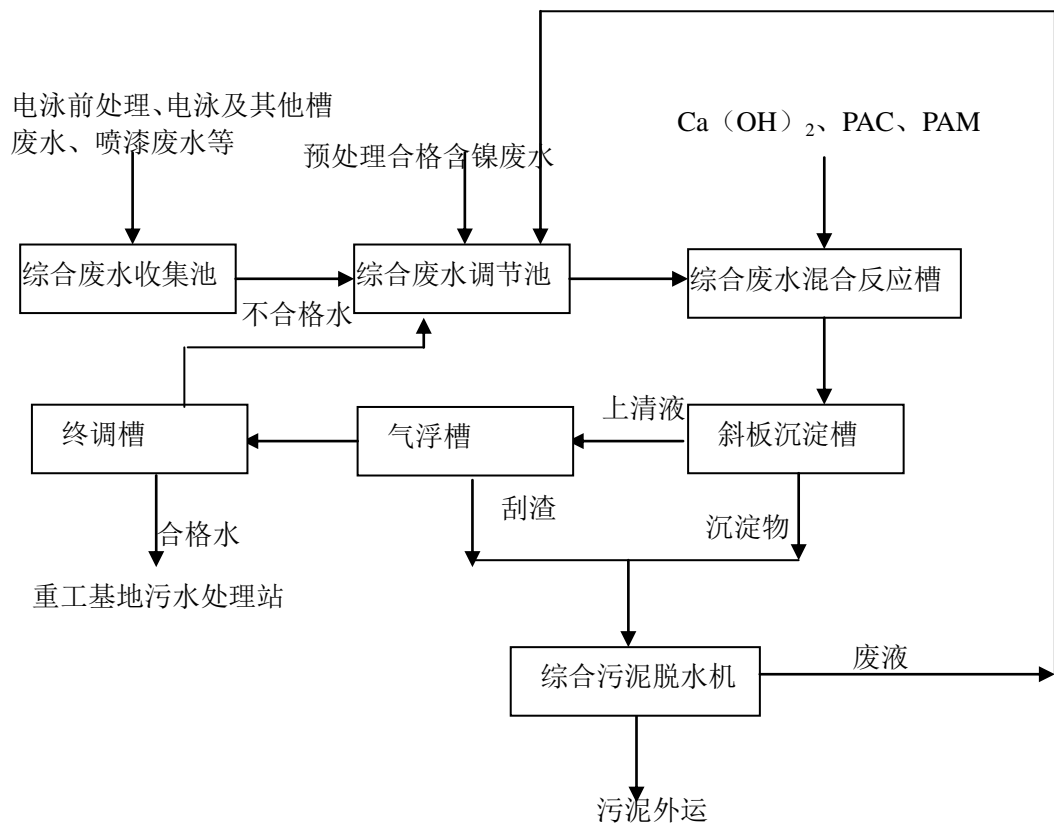 电泳前处理、电泳及其他槽
废水、喷漆废水等
预处理合格含镍废水
Ca（OH）₂、PAC、PAM
综合废水收集池
综合废水调节池
综合废水混合反应槽
不合格水
终调槽
气浮槽
上清液
斜板沉淀槽
合格水
刮渣
沉淀物
重工基地污水处理站
综合污泥脱水机
废液
污泥外运